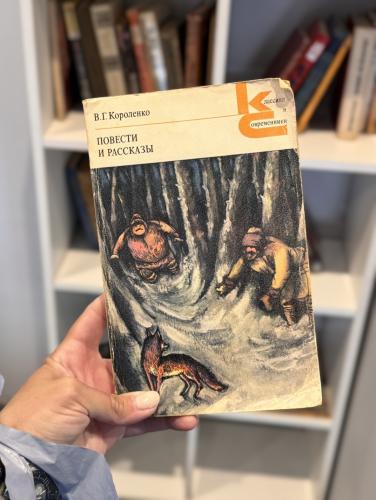 В.Г. Короленко
ПОВЕСТИ
И РАССКАЗЫ
Классики и
Современники